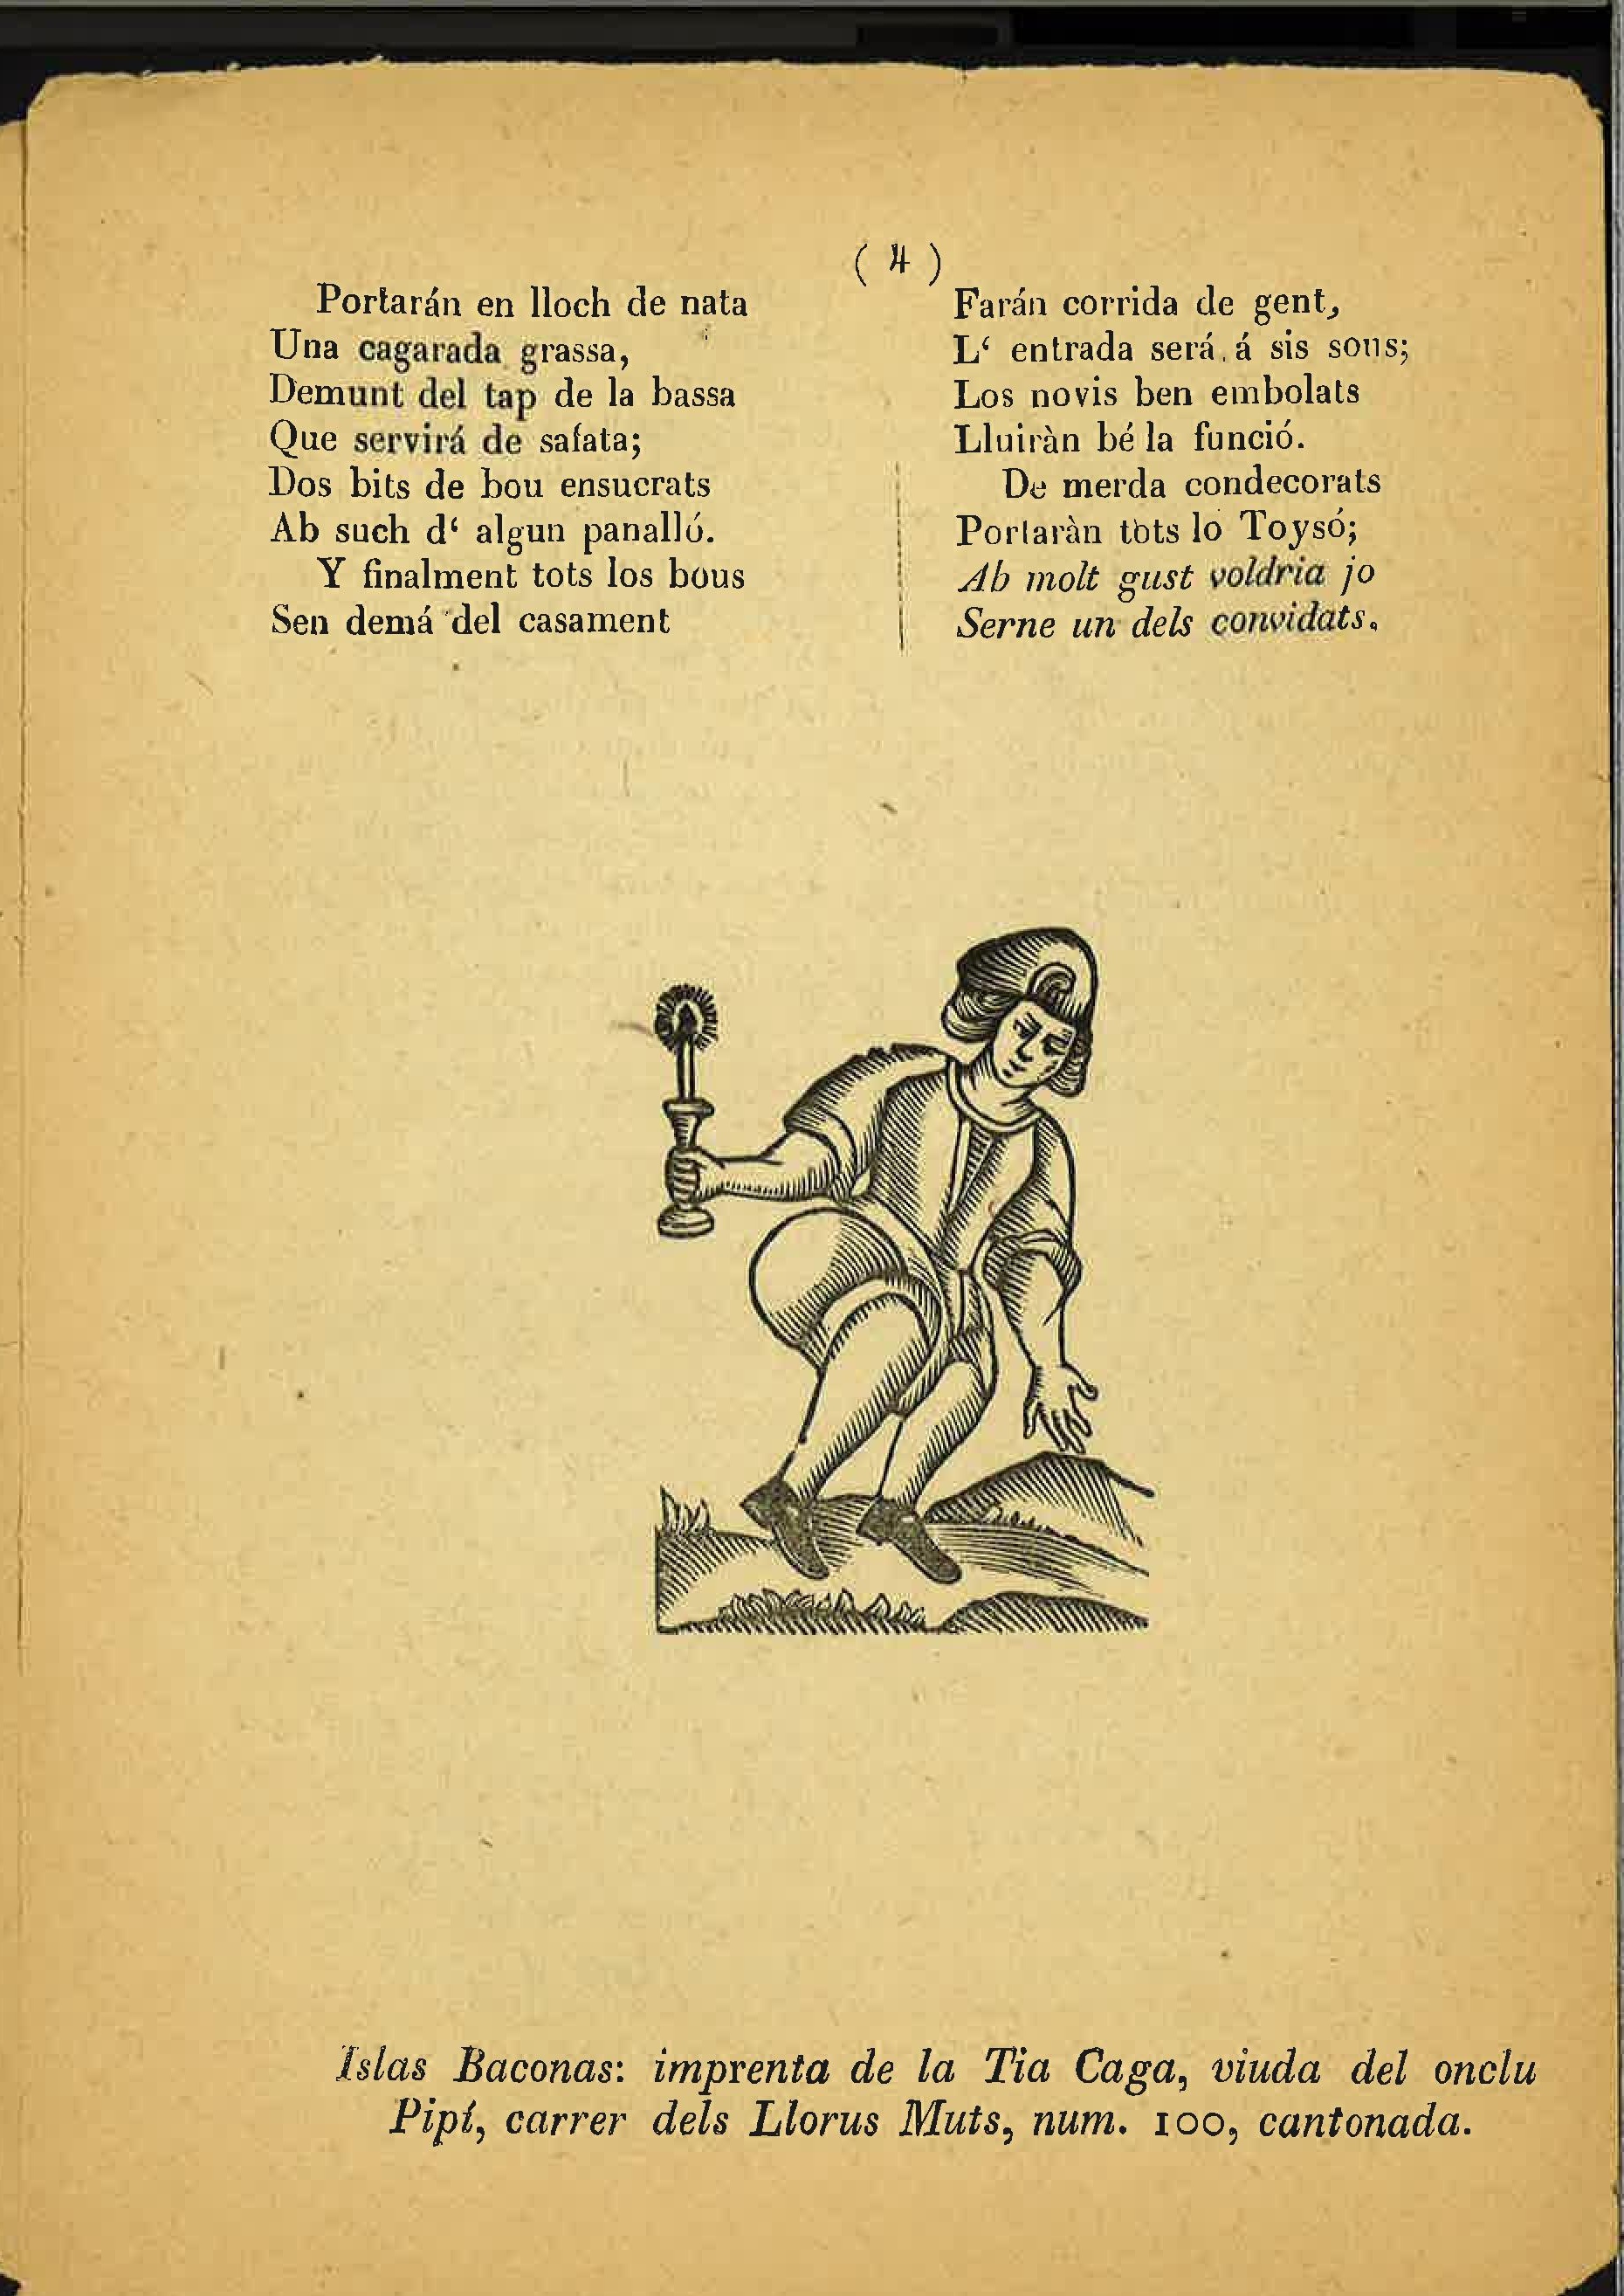 ( 4 )
Portarán en lloch de nata
Una cagarada grassa,
Demunt del tap de la bassa
Que servirá de safata;
Dos bits de bou ensucrats
Ab such d‘ algun panalló.
Y finalment tots los bous
Sen demá del casament
Farán corrida de gent,
L‘ entrada será á sis sous;
Los novis ben embolats
Lluiràn bé la funció.
De merda condecorats
Portaràn tots lo Toysó;
Ab molt gust voldria jo
Serne un dels convidats.
Islas Baconas: imprenta de la Tia Caga, viuda del onclu
Pipí, carrer dels Llorus Muts, num. 100, cantonada.